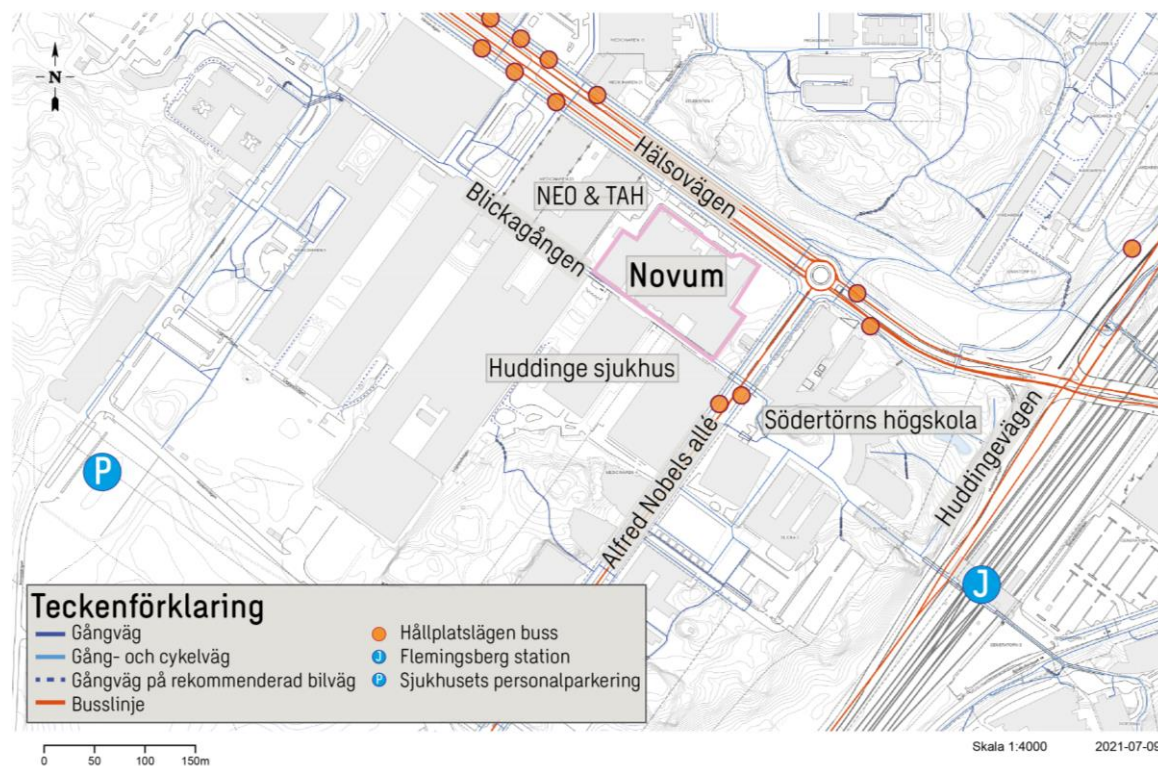 N
Hälsovägen
NEO & TAH
Blickagången
Novum
Huddinge sjukhus
Södertörns högskola
Huddingevägen
Alfred Nobels allé
P
J
Teckenförklaring
Gångväg
Gång- och cykelväg
Gångväg på rekommenderad bilväg
Busslinje
Hållplatslägen buss
J Flemingsberg station
P Sjukhusets personalparkering
0 50 100 150m
Skala 1:4000 2021-07-09